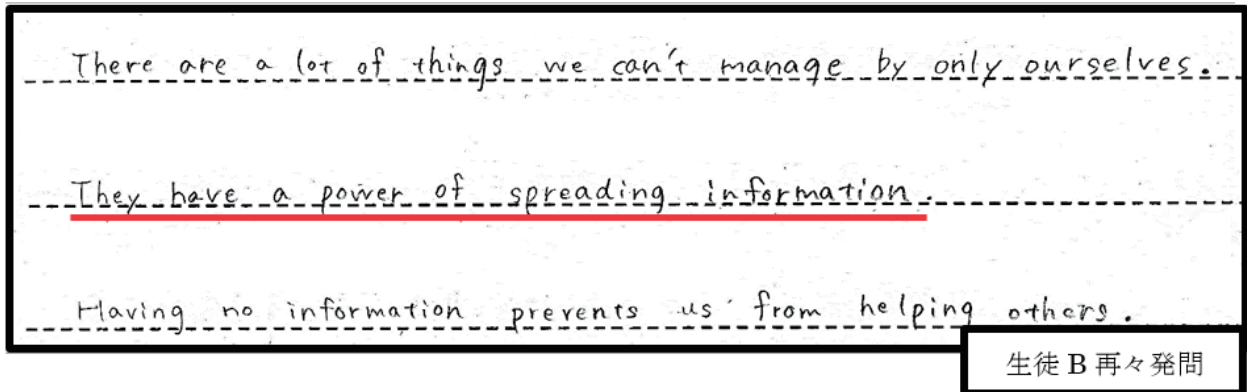 There are a lot of things we can't manage by only ourselves.
They have a power of spreading information.
Having no information prevents us from helping others.
生徒 B 再々発問